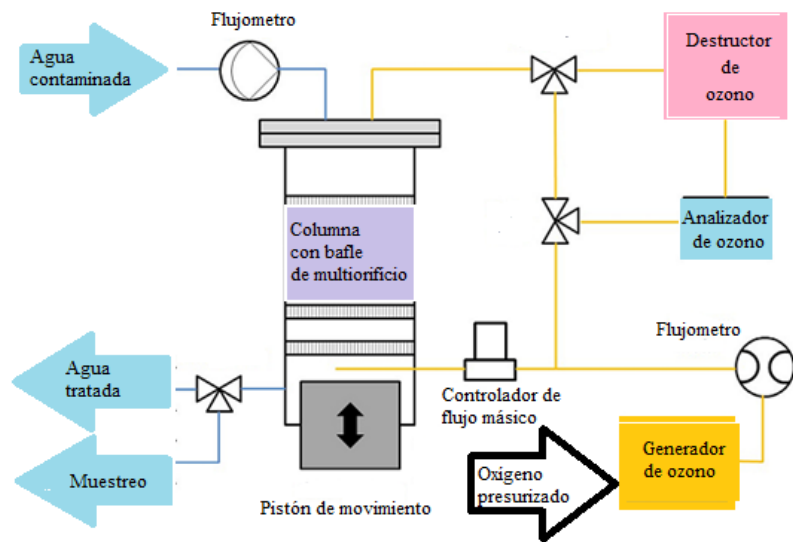 Flujometro
Agua
contaminada
Destructor
de
ozono
Columna
con bafle
de multiorifício
Analizador
de ozono
Flujometro
Agua
tratada
Controlador de
flujo másico
Generador
de ozono
Oxigeno
presurizado
Muestreo
Pistón de movimiento